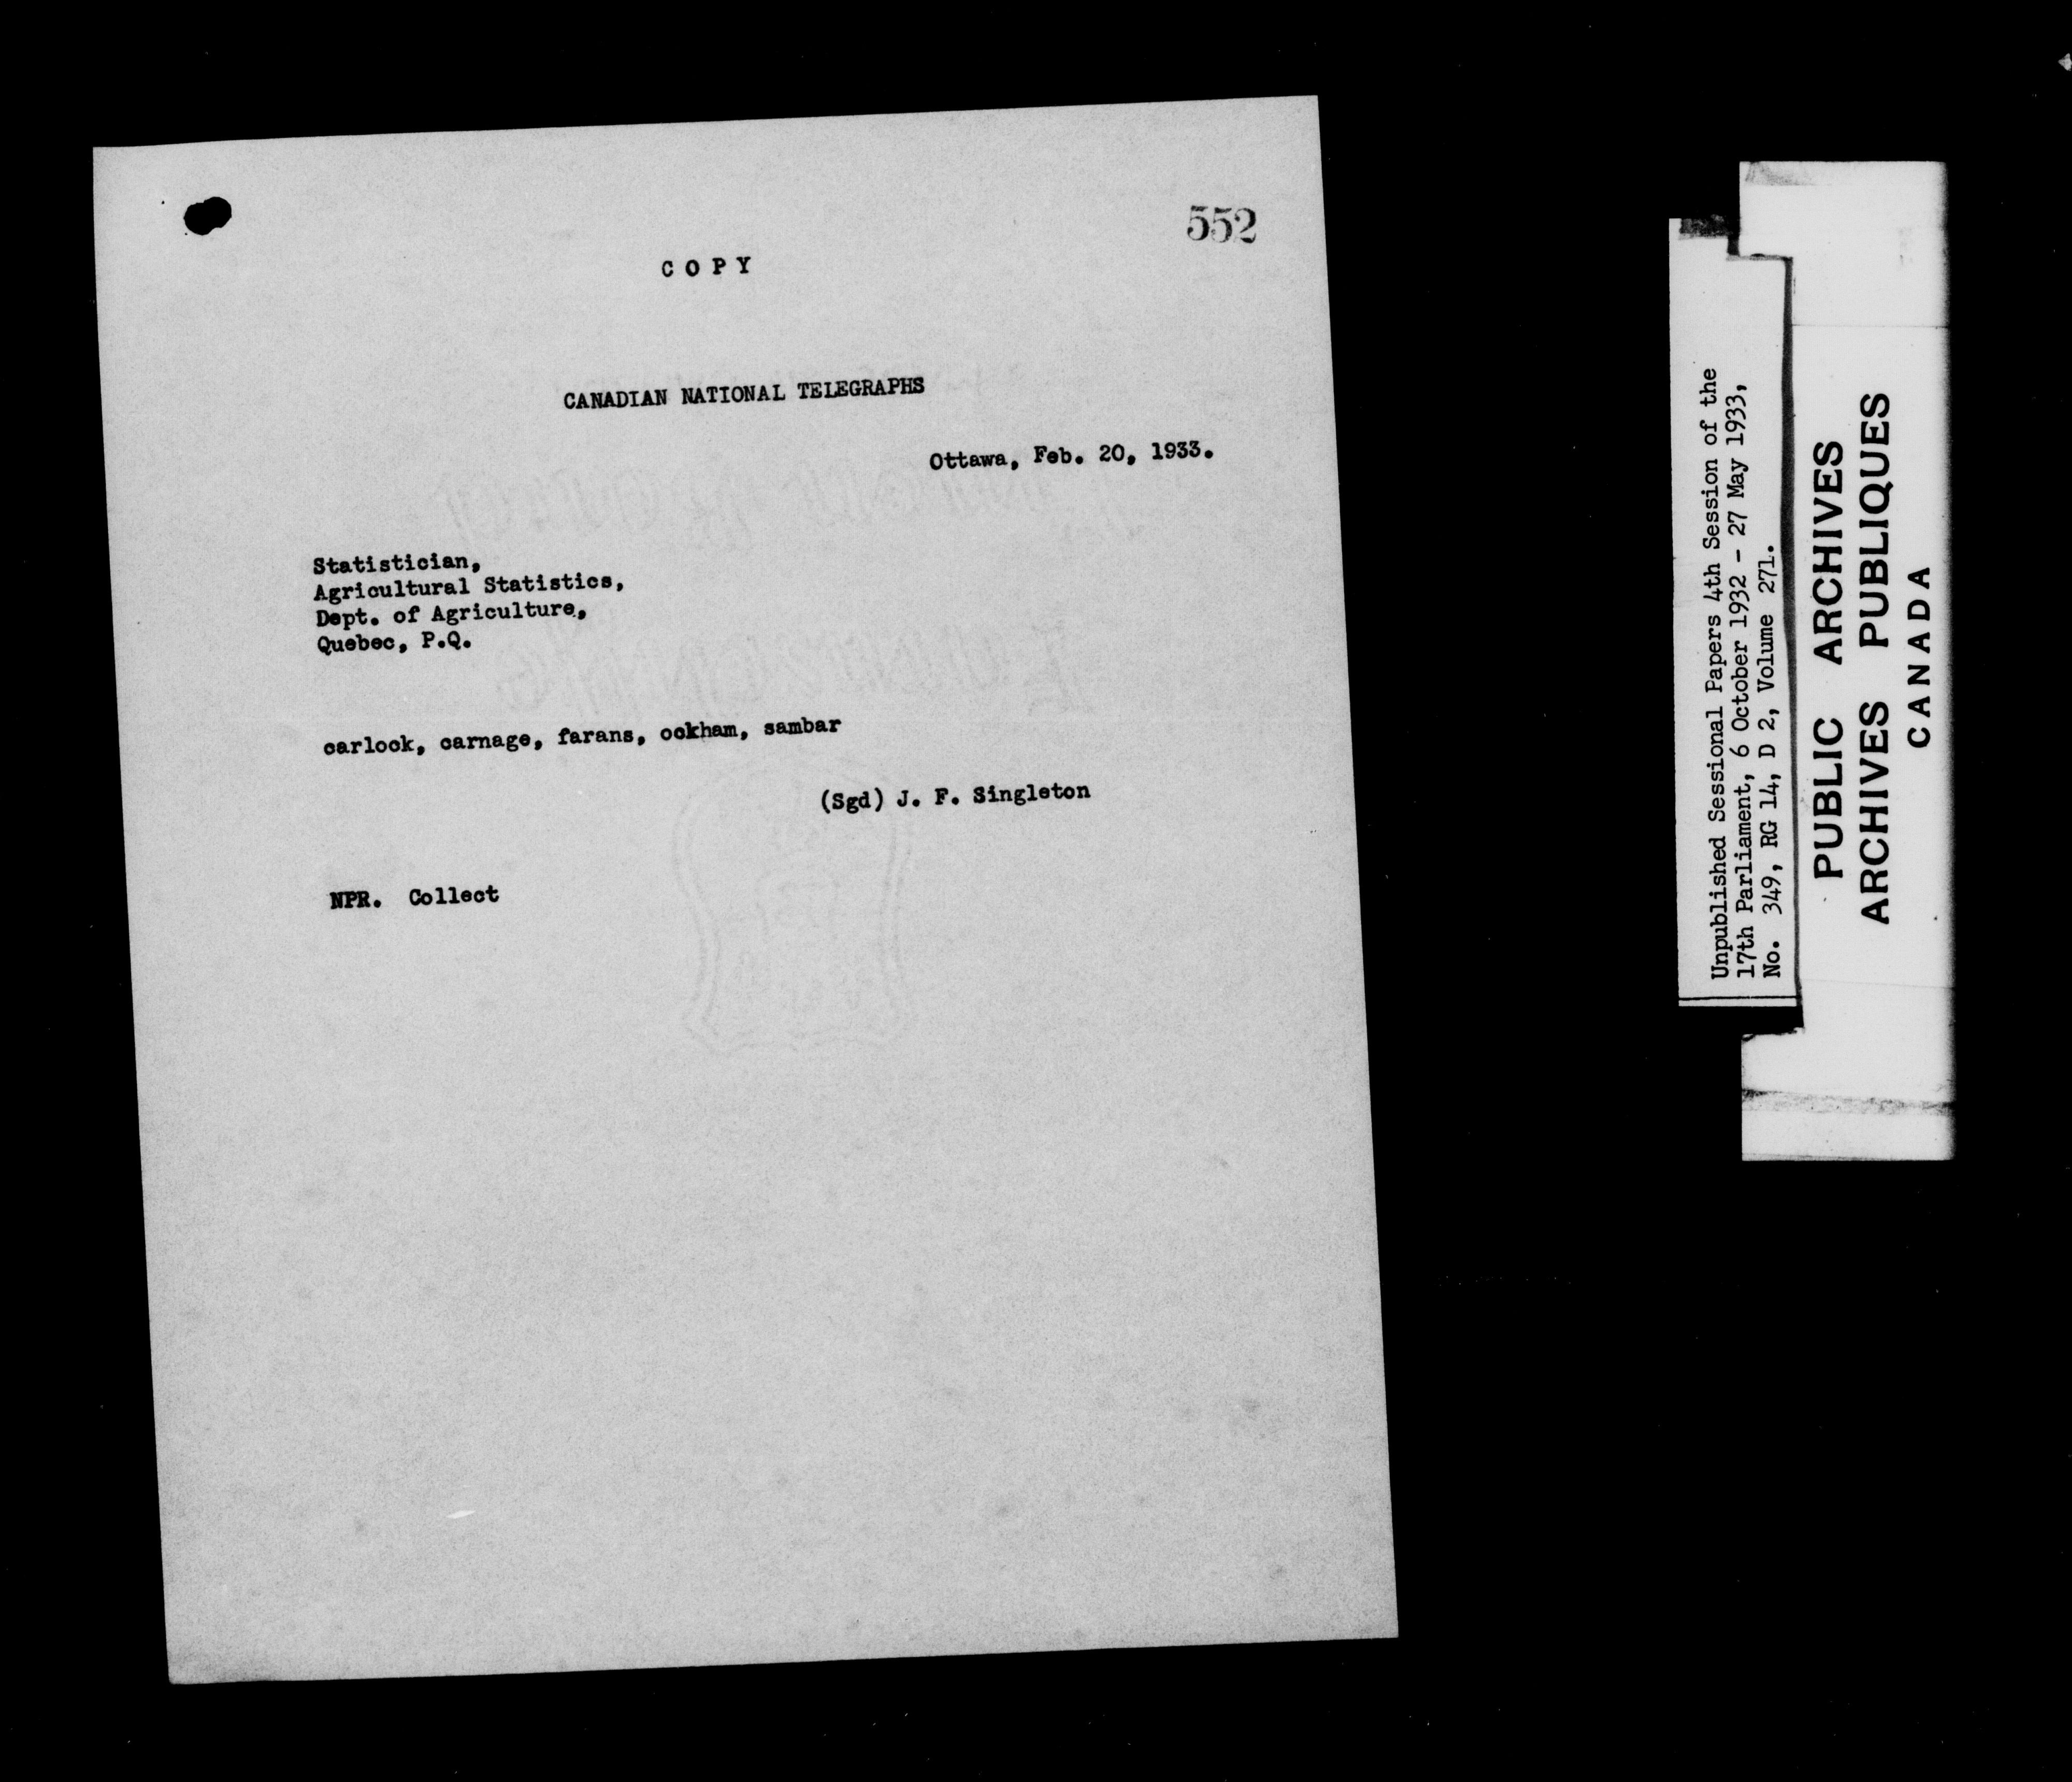 552
COPY
CANADIAN NATIONAL TELEGRAPHS
Ottawa, Feb. 20, 1933.
Statistician,
Agricultural Statistics,
Dept. of Agriculture,
Quebec, P.Q.
carlock, carnage, farans, ockham, sambar
(Sgd) J. F. Singleton
NPR. Collect
Unpublished Sessional Papers 4th Session of the
17th Parliament, 6 October 1932 - 27 May 1933,
No. 349, RG 14, D 2, Volume 271.
PUBLIC ARCHIVES
ARCHIVES PUBLIQUES
CANADA